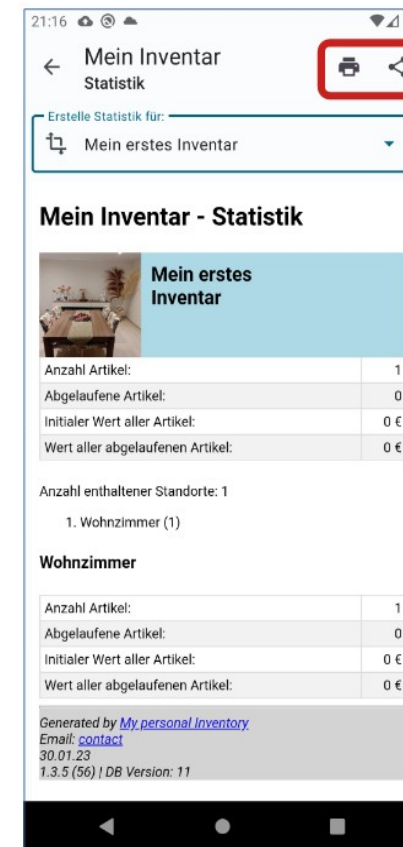 21:16
Mein Inventar
Statistik
Erstelle Statistik für:
Mein erstes Inventar
Mein Inventar - Statistik
Mein erstes
Inventar
Anzahl Artikel: 1
Abgelaufene Artikel: 0
Initialer Wert aller Artikel: 0 €
Wert aller abgelaufenen Artikel: 0 €
Anzahl enthaltener Standorte: 1
1. Wohnzimmer (1)
Wohnzimmer
Anzahl Artikel: 1
Abgelaufene Artikel: 0
Initialer Wert aller Artikel: 0 €
Wert aller abgelaufenen Artikel: 0 €
Generated by My personal Inventory
Email: contact
30.01.23
1.3.5 (56) | DB Version: 11